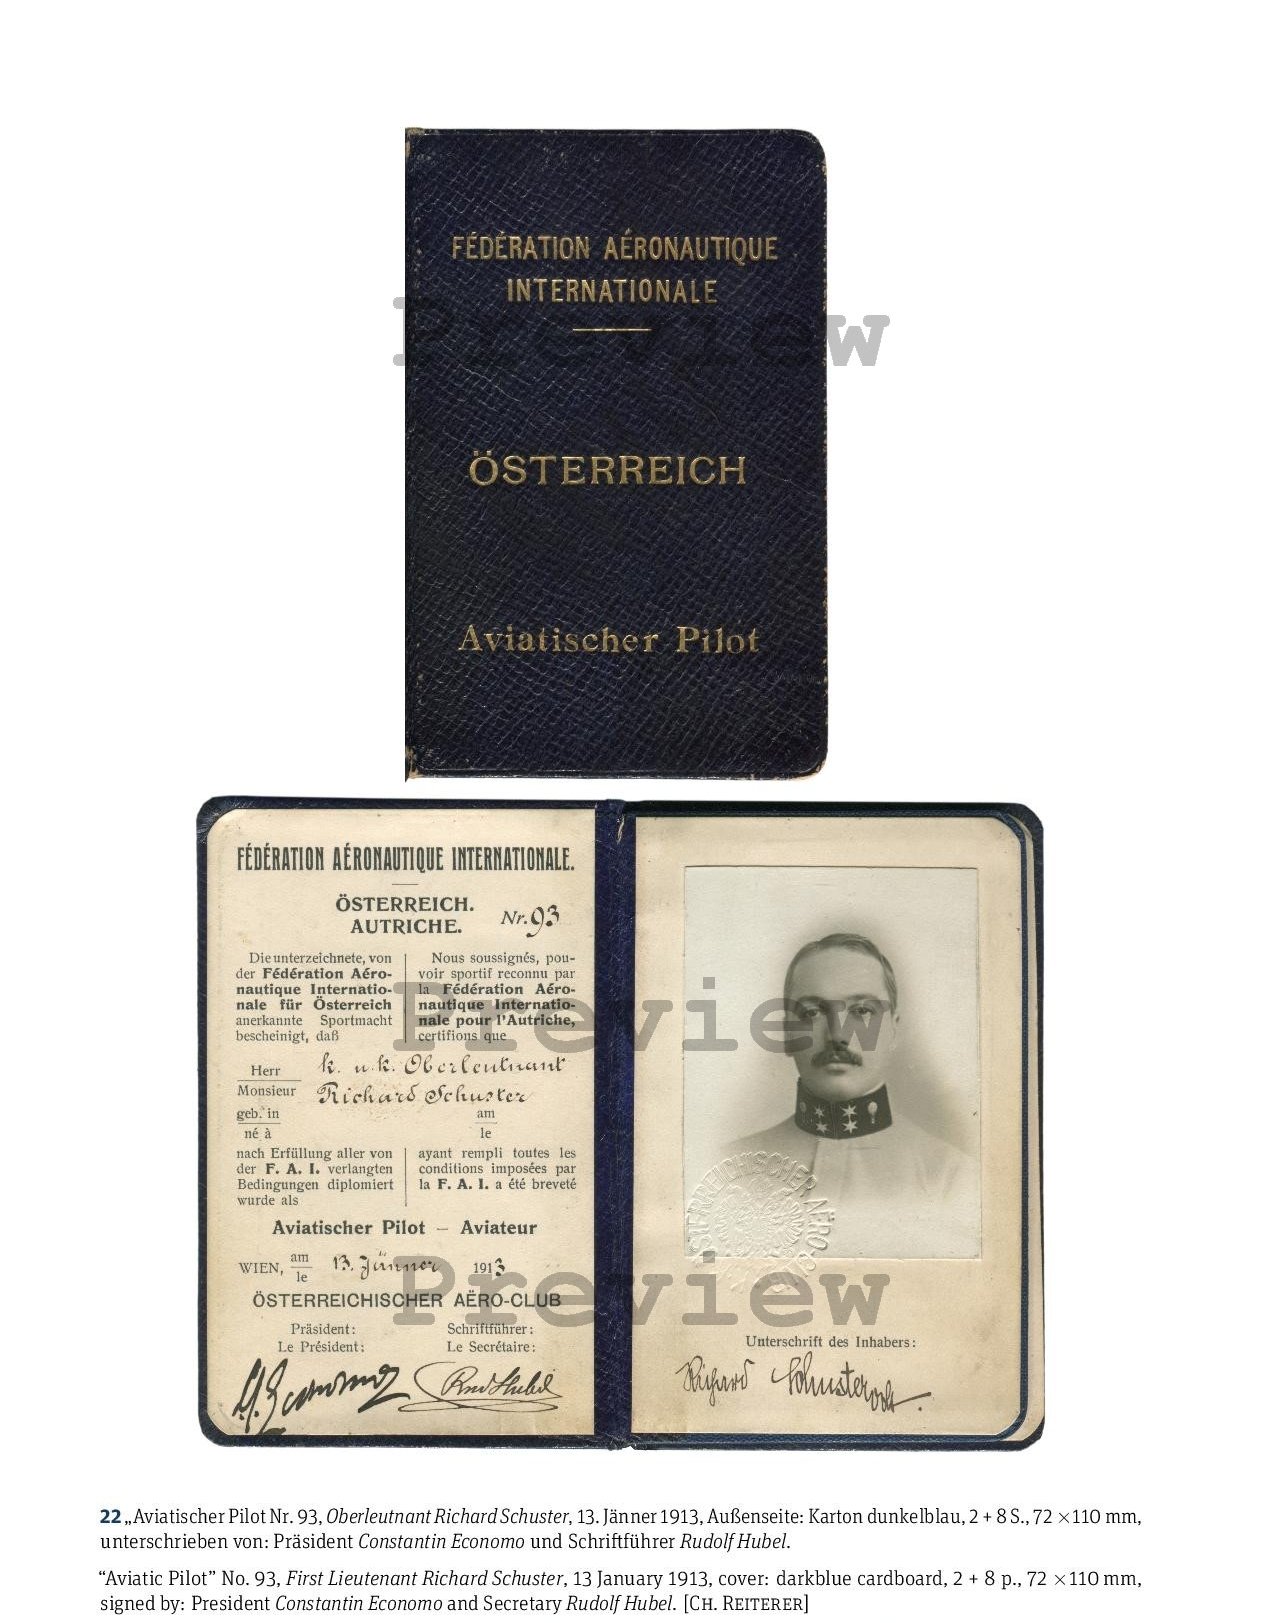 FÉDÉRATION AÉRONAUTIQUE
INTERNATIONALE
Preview
ÖSTERREICH
Aviatischer Pilot
FÉDÉRATION AÉRONAUTIQUE INTERNATIONALE.
ÖSTERREICH.
AUTRICHE.
Nr. 93
Die unterzeichnete, von
der Fédération Aéro-
nautique Internatio-
nale für Österreich
anerkannte Sportmacht
bescheinigt, daß
Nous soussignés, pou-
voir sportif reconnu par
la Fédération Aéro-
nautique Internatio-
nale pour l'Autriche,
certifions que
Preview
Herr
Monsieur
k. u. k. Oberleutnant
Richard Schuster
geb. in
né à
am
le
nach Erfüllung aller von
der F. A. I. verlangten
Bedingungen diplomiert
wurde als
ayant rempli toutes les
conditions imposées par
la F. A. I. a été breveté
Aviatischer Pilot – Aviateur
WIEN, am
le
13. Jänner 1913
Preview
ÖSTERREICHISCHER AËRO-CLUB
Präsident:
Le Président:
Schriftführer:
Le Secrétaire:
Economo
Rud Hubel
ÖSTERREICHISCHER AËRO-CLUB
Unterschrift des Inhabers:
Richard Schuster
22 „Aviatischer Pilot Nr. 93, Oberleutnant Richard Schuster, 13. Jänner 1913, Außenseite: Karton dunkelblau, 2 + 8 S., 72 × 110 mm,
unterschrieben von: Präsident Constantin Economo und Schriftführer Rudolf Hubel.
“Aviatic Pilot” No. 93, First Lieutenant Richard Schuster, 13 January 1913, cover: darkblue cardboard, 2 + 8 p., 72 × 110 mm,
signed by: President Constantin Economo and Secretary Rudolf Hubel. [CH. REITERER]